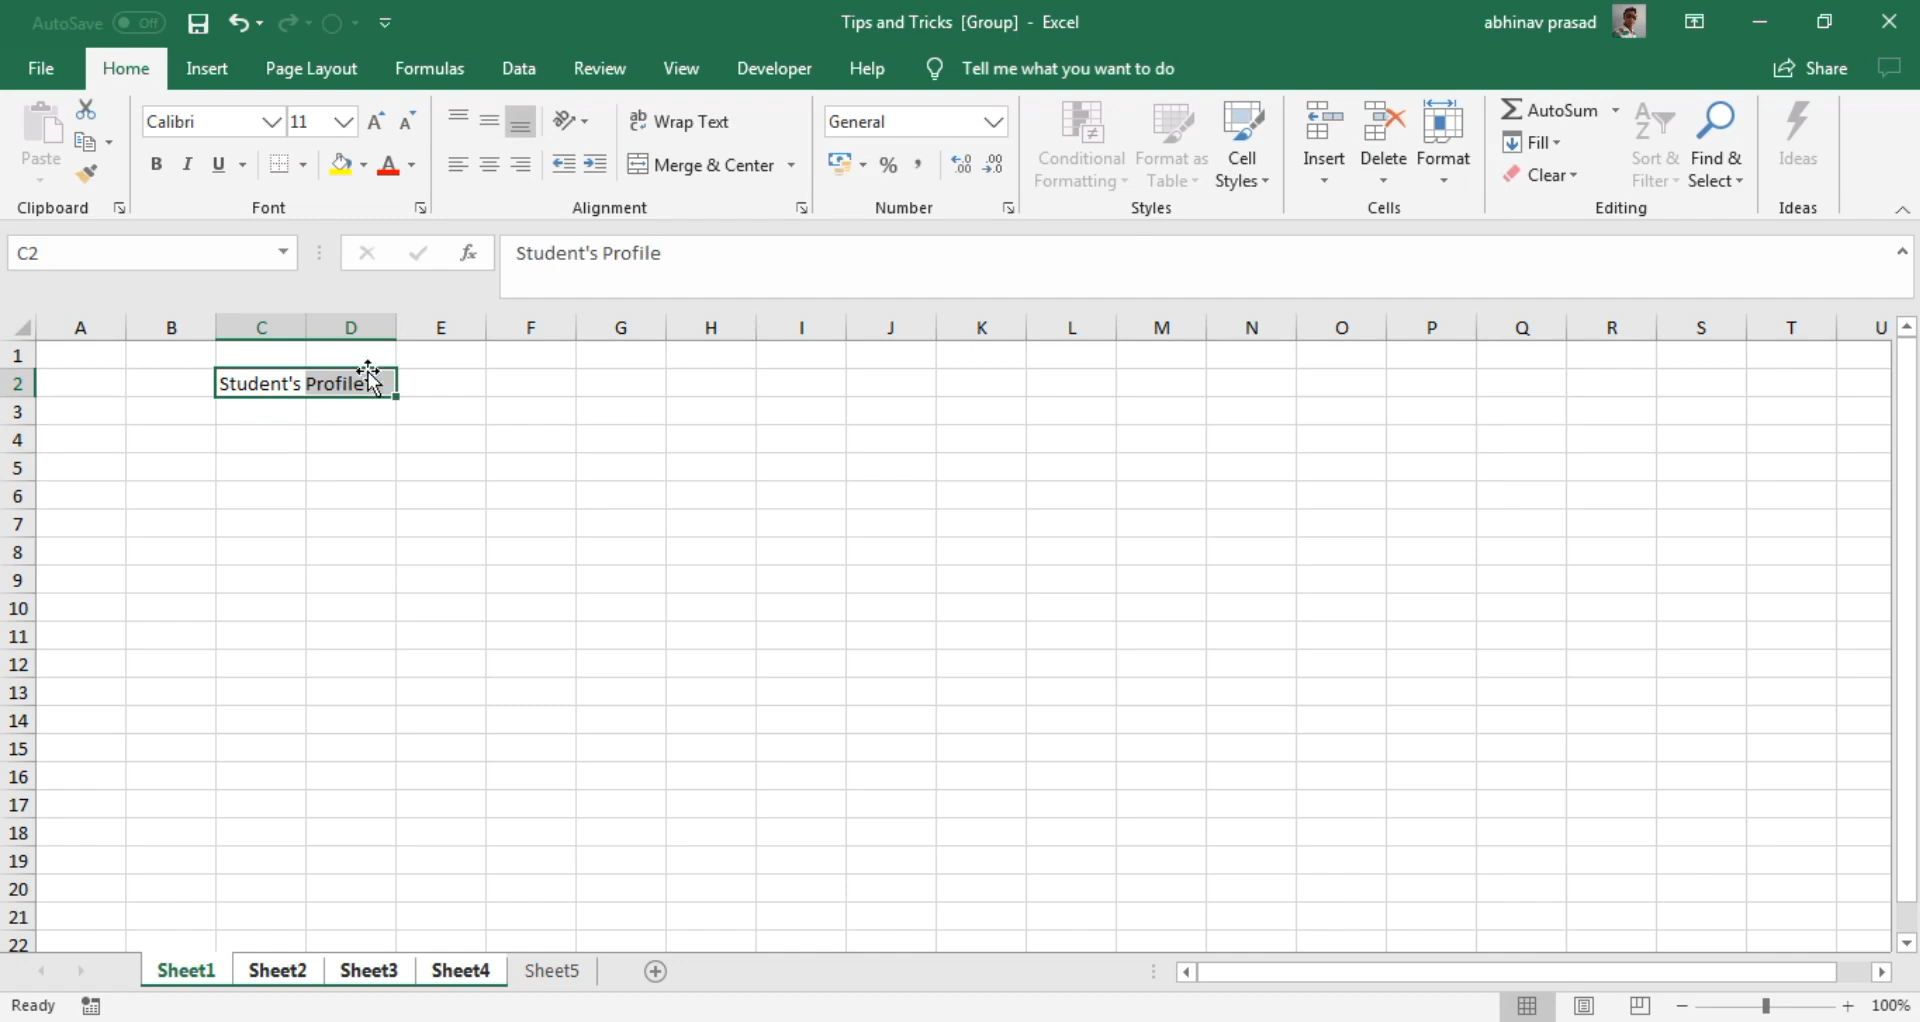 AutoSave Off
Tips and Tricks [Group] - Excel
abhinav prasad
File Home Insert Page Layout Formulas Data Review View Developer Help Tell me what you want to do Share
Paste
Clipboard
Calibri 11 A A
B I U A
Font
ab Wrap Text
Merge & Center
Alignment
General
% , .00 .0
Number
Conditional Formatting
Format as Table
Cell Styles
Styles
Insert Delete Format
Cells
AutoSum
Fill
Clear
Sort & Filter
Find & Select
Editing
Ideas
Ideas
C2 fx Student's Profile
A B C D E F G H I J K L M N O P Q R S T U
1
2 Student's Profile
3
4
5
6
7
8
9
10
11
12
13
14
15
16
17
18
19
20
21
22
Sheet1 Sheet2 Sheet3 Sheet4 Sheet5
Ready 100%